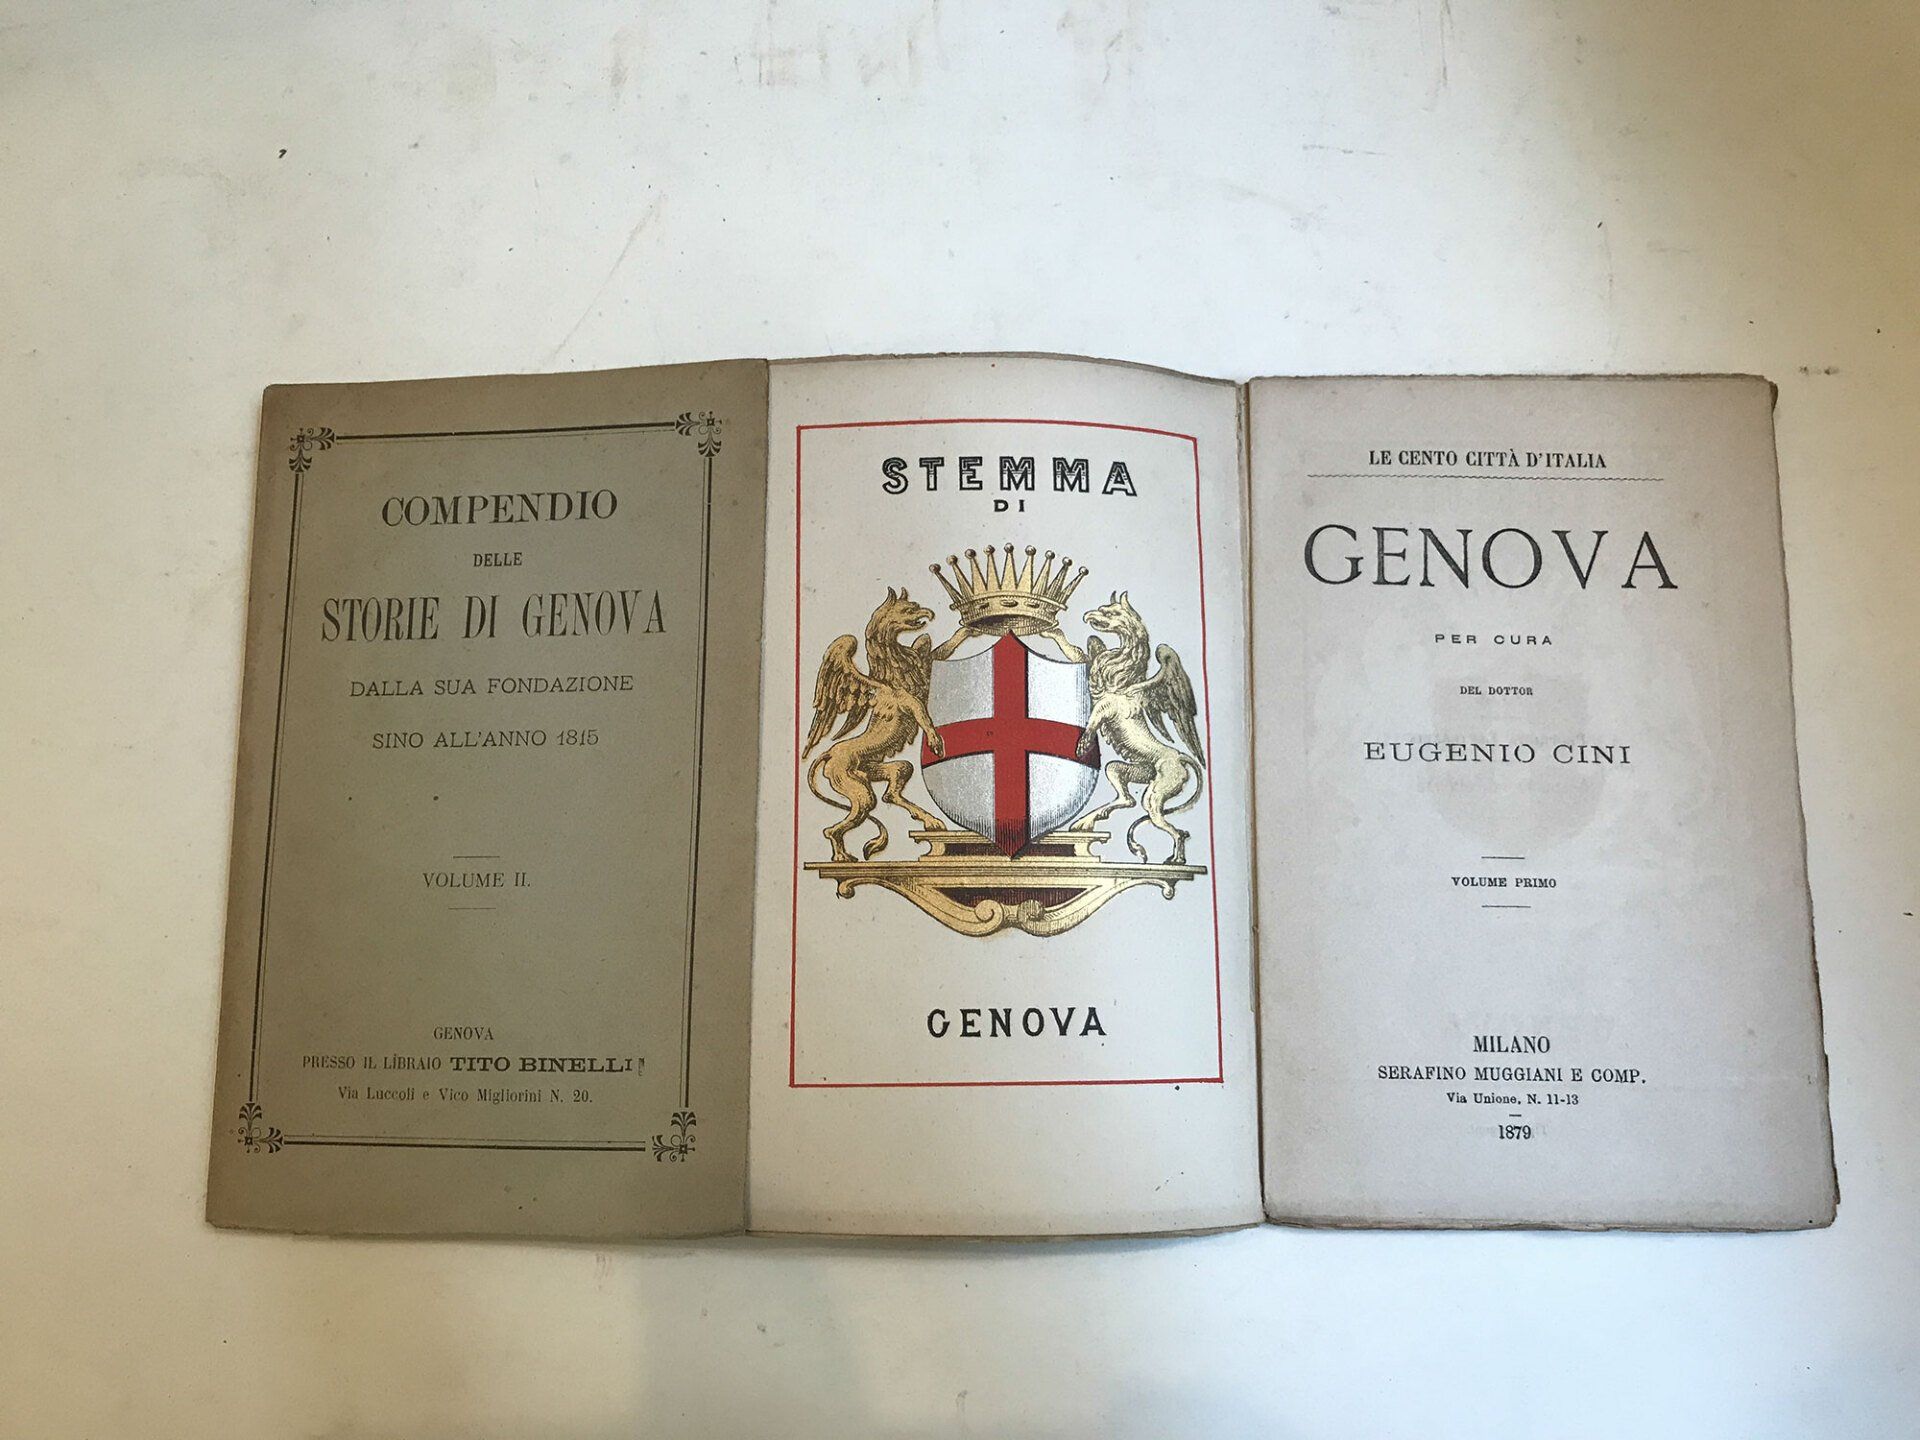 COMPENDIO
DELLE
STORIE DI GENOVA
DALLA SUA FONDAZIONE
SINO ALL'ANNO 1815
VOLUME II.
GENOVA
PRESSO IL LIBRAIO TITO BINELLI
Via Luccoli e Vico Migliorini N. 20.
STEMMA
DI
GENOVA
LE CENTO CITTÀ D'ITALIA
GENOVA
PER CURA
DEL DOTTOR
EUGENIO CINI
VOLUME PRIMO
MILANO
SERAFINO MUGGIANI E COMP.
Via Unione, N. 11-13
1879